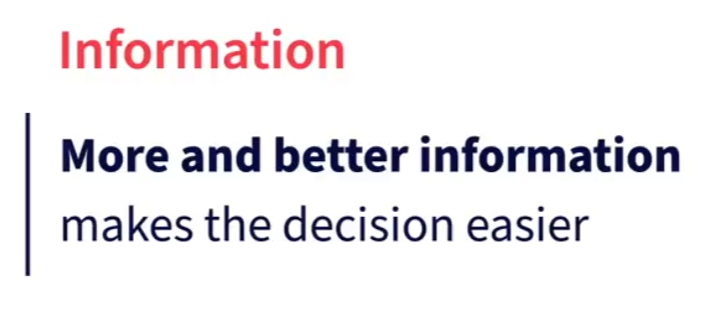 Information
More and better information
makes the decision easier